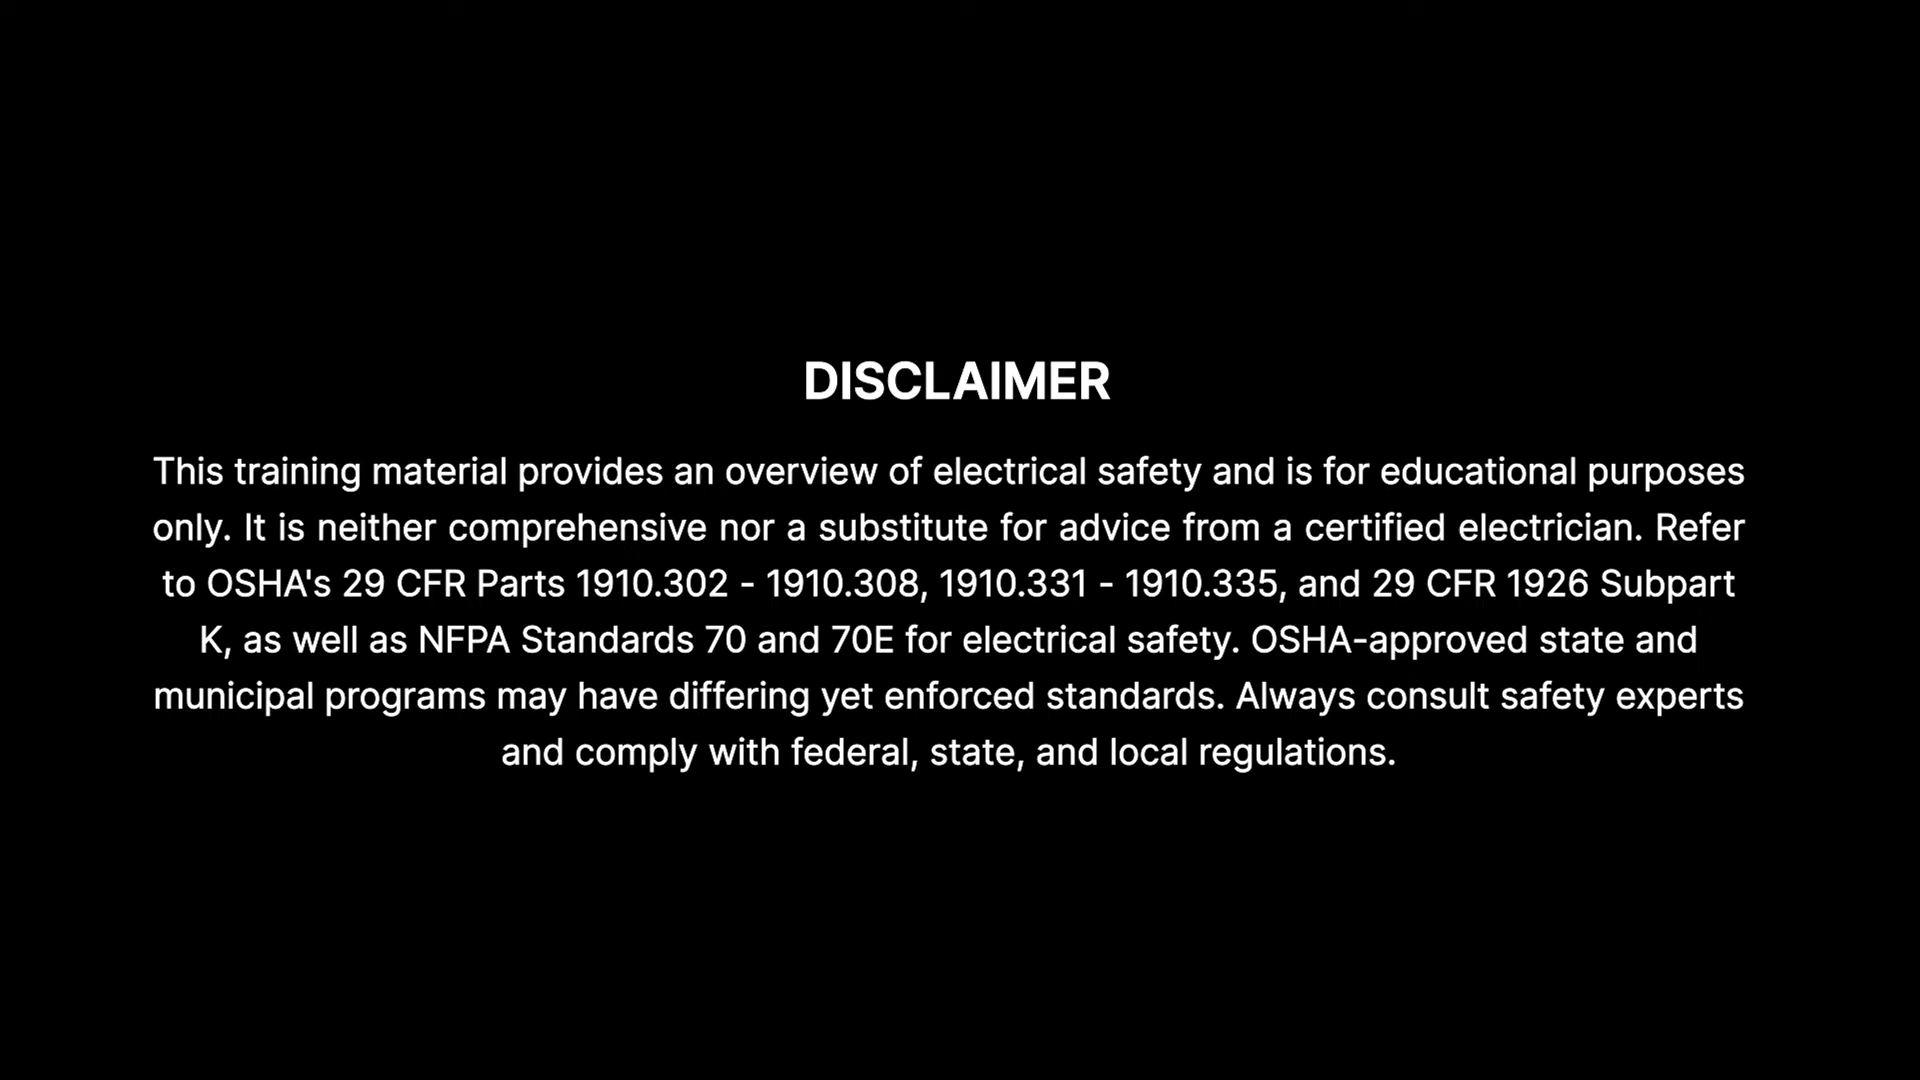 DISCLAIMER
This training material provides an overview of electrical safety and is for educational purposes
only. It is neither comprehensive nor a substitute for advice from a certified electrician. Refer
to OSHA's 29 CFR Parts 1910.302 - 1910.308, 1910.331 - 1910.335, and 29 CFR 1926 Subpart
K, as well as NFPA Standards 70 and 70E for electrical safety. OSHA-approved state and
municipal programs may have differing yet enforced standards. Always consult safety experts
and comply with federal, state, and local regulations.